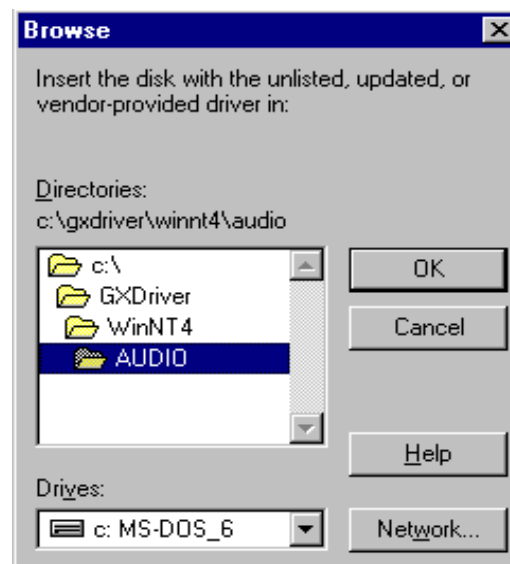 Browse
Insert the disk with the unlisted, updated, or
vendor-provided driver in:
Directories:
c:\gxdriver\winnt4\audio
c:\
GXDriver
WinNT4
AUDIO
OK
Cancel
Help
Drives:
c: MS-DOS_6
Network...